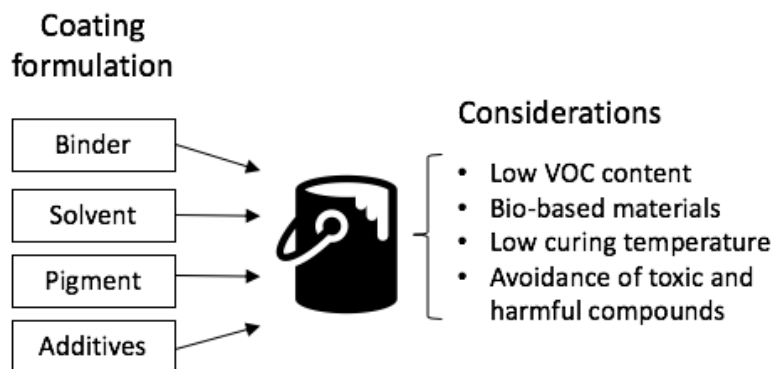 Coating
formulation
Binder
Solvent
Pigment
Additives
Considerations
• Low VOC content
• Bio-based materials
• Low curing temperature
• Avoidance of toxic and
harmful compounds